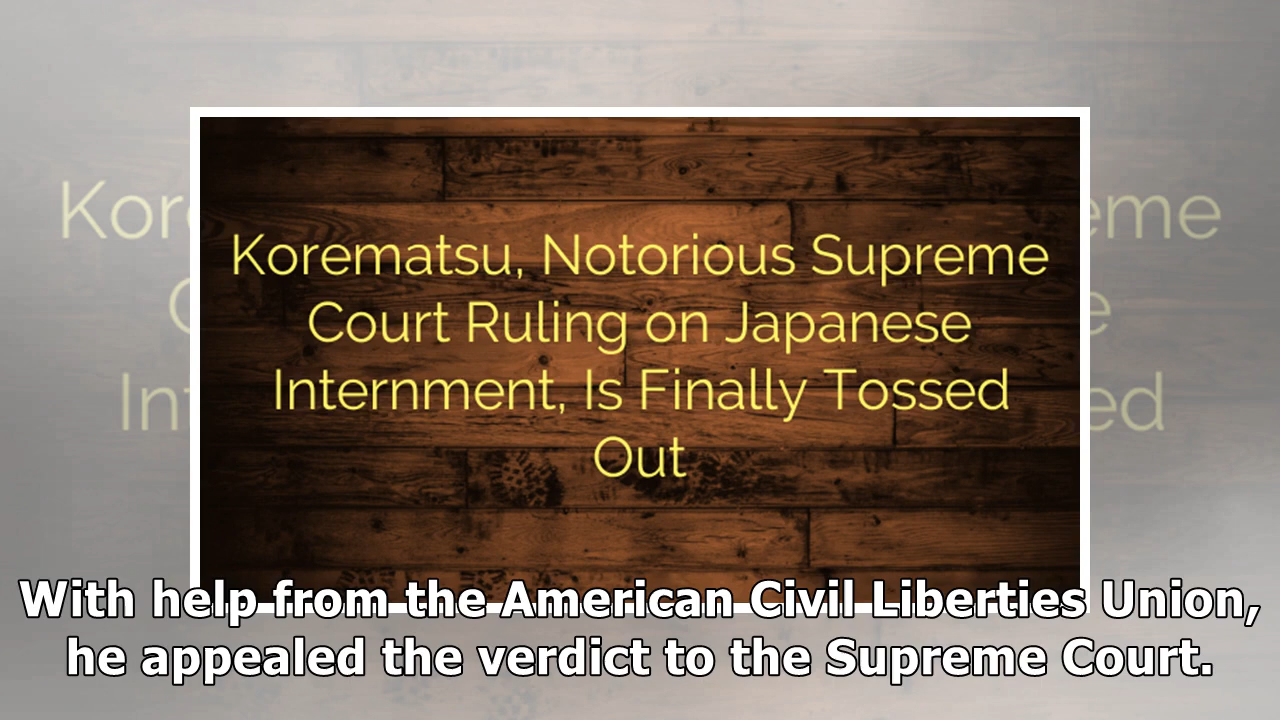 Korematsu, Notorious Supreme
Court Ruling on Japanese
Internment, Is Finally Tossed
Out
With help from the American Civil Liberties Union,
he appealed the verdict to the Supreme Court.